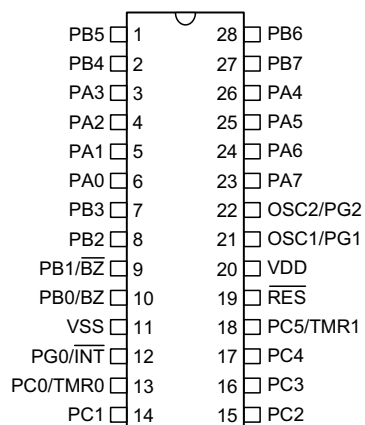 PB5 1 28 PB6
PB4 2 27 PB7
PA3 3 26 PA4
PA2 4 25 PA5
PA1 5 24 PA6
PA0 6 23 PA7
PB3 7 22 OSC2/PG2
PB2 8 21 OSC1/PG1
PB1/B̅Z̅ 9 20 VDD
PB0/BZ 10 19 R̅E̅S̅
VSS 11 18 PC5/TMR1
PG0/I̅N̅T̅ 12 17 PC4
PC0/TMR0 13 16 PC3
PC1 14 15 PC2